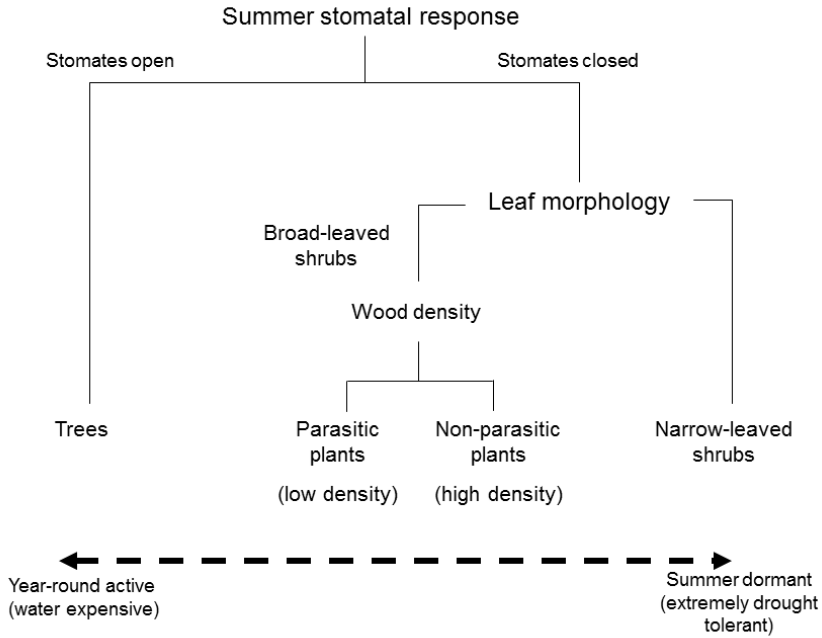 Summer stomatal response
Stomates open
Stomates closed
Leaf morphology
Broad-leaved
shrubs
Wood density
Trees
Parasitic
plants
(low density)
Non-parasitic
plants
(high density)
Narrow-leaved
shrubs
Year-round active
(water expensive)
Summer dormant
(extremely drought
tolerant)